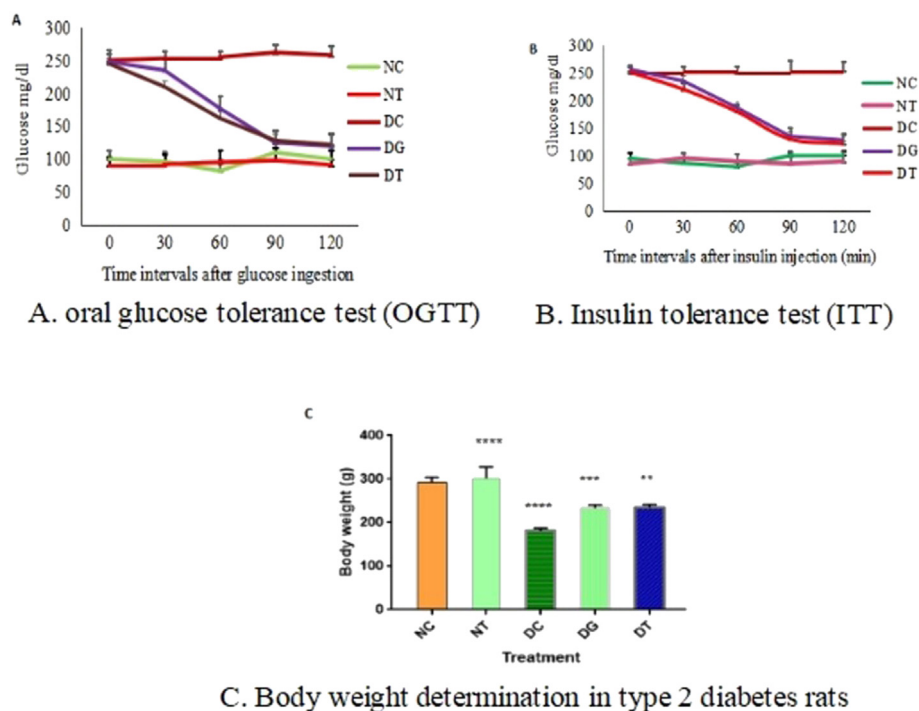 A
300
250
200
150
100
50
0
Glucose mg/dl
0 30 60 90 120
Time intervals after glucose ingestion
NC
NT
DC
DG
DT
A. oral glucose tolerance test (OGTT)
B
300
250
200
150
100
50
0
Glucose mg/dl
0 30 60 90 120
Time intervals after insulin injection (min)
NC
NT
DC
DG
DT
B. Insulin tolerance test (ITT)
C
400
300
200
100
0
Body weight (g)
****
****
***
**
NC NT DC DG DT
Treatment
C. Body weight determination in type 2 diabetes rats